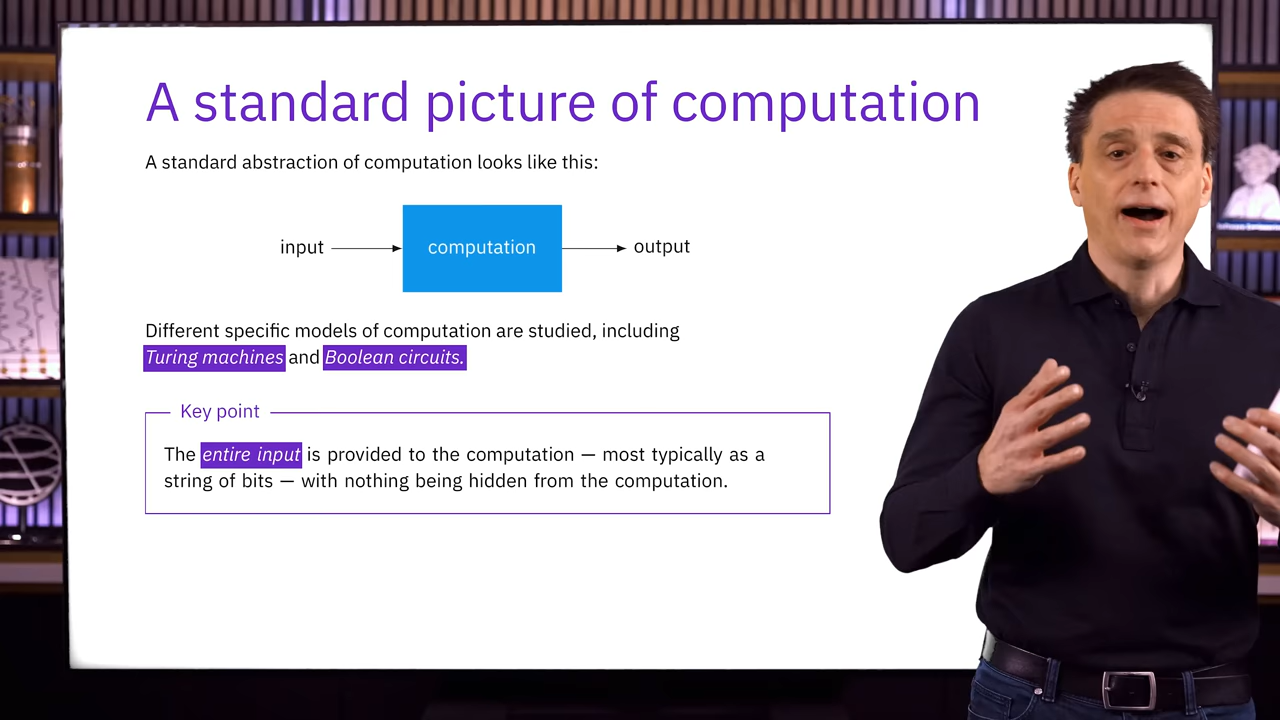 A standard picture of computation
A standard abstraction of computation looks like this:
input
computation
output
Different specific models of computation are studied, including
Turing machines and Boolean circuits.
Key point
The entire input is provided to the computation — most typically as a
string of bits — with nothing being hidden from the computation.